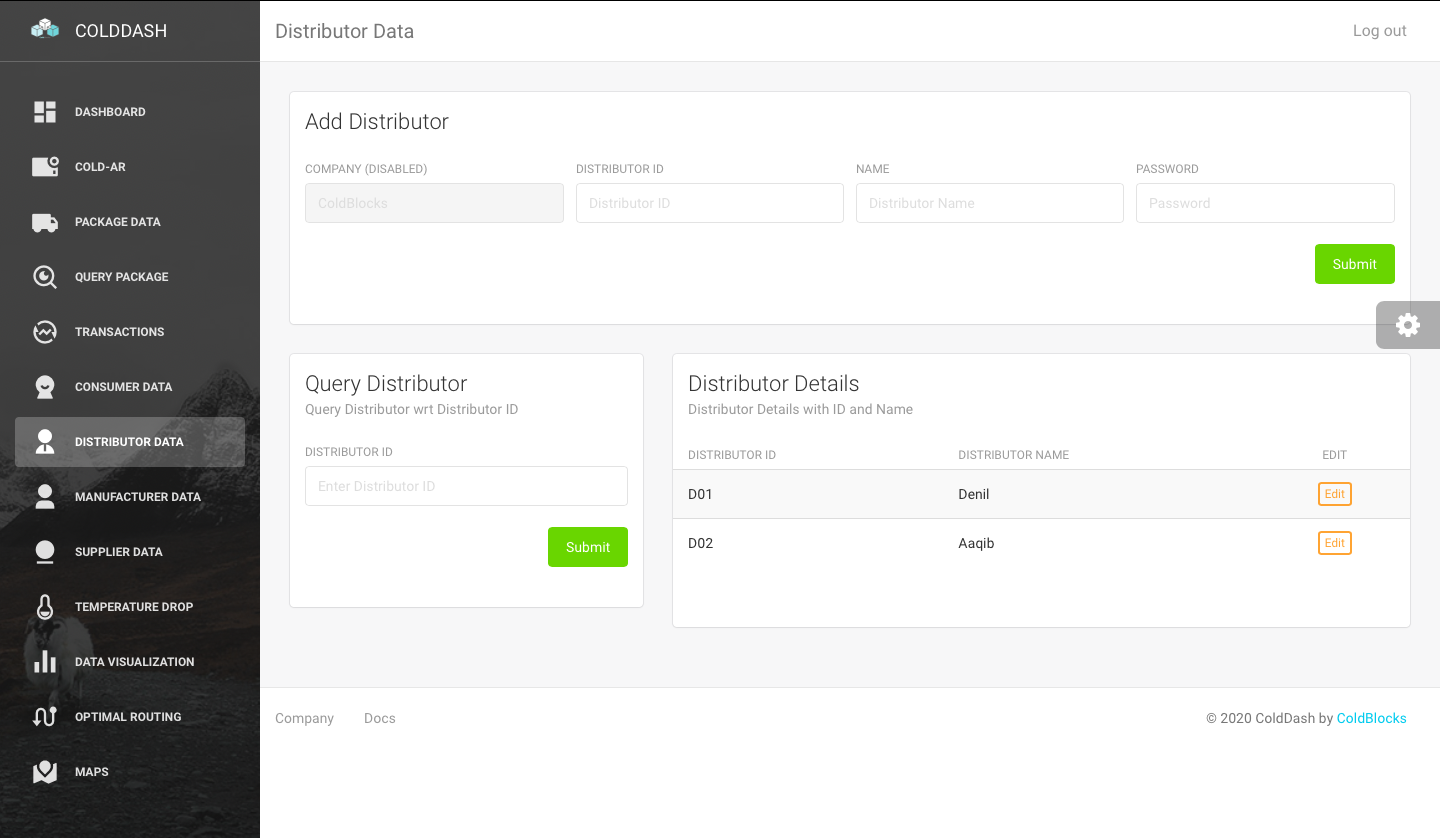 COLDDASH
DASHBOARD
COLD-AR
PACKAGE DATA
QUERY PACKAGE
TRANSACTIONS
CONSUMER DATA
DISTRIBUTOR DATA
MANUFACTURER DATA
SUPPLIER DATA
TEMPERATURE DROP
DATA VISUALIZATION
OPTIMAL ROUTING
MAPS
Distributor Data Log out
Add Distributor
COMPANY (DISABLED) DISTRIBUTOR ID NAME PASSWORD
ColdBlocks Distributor ID Distributor Name Password
Submit
Query Distributor
Query Distributor wrt Distributor ID
DISTRIBUTOR ID
Enter Distributor ID
Submit
Distributor Details
Distributor Details with ID and Name
DISTRIBUTOR ID DISTRIBUTOR NAME EDIT
D01 Denil Edit
D02 Aaqib Edit
Company Docs © 2020 ColdDash by ColdBlocks